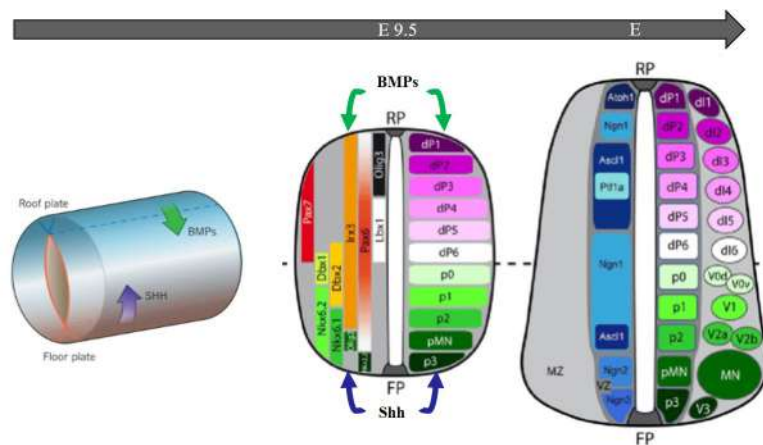 E 9.5
E
BMPs
RP
RP
Roof plate
BMPs
SHH
Floor plate
Pax7
Dbx1
Nkx6.2
Dbx2
Nkx6.1
Irx3
Pax6
Olig3
Lbx1
dP1
dP2
dP3
dP4
dP5
dP6
p0
p1
p2
pMN
p3
FP
Shh
Atoh1
Ngn1
Ascl1
Ptf1a
Ngn1
Ascl1
Ngn2
VZ
MZ
dP1
dP2
dP3
dP4
dP5
dP6
p0
p1
p2
pMN
p3
dI1
dI2
dI3
dI4
dI5
dI6
V0d
V0v
V1
V2a
V2b
MN
V3
FP